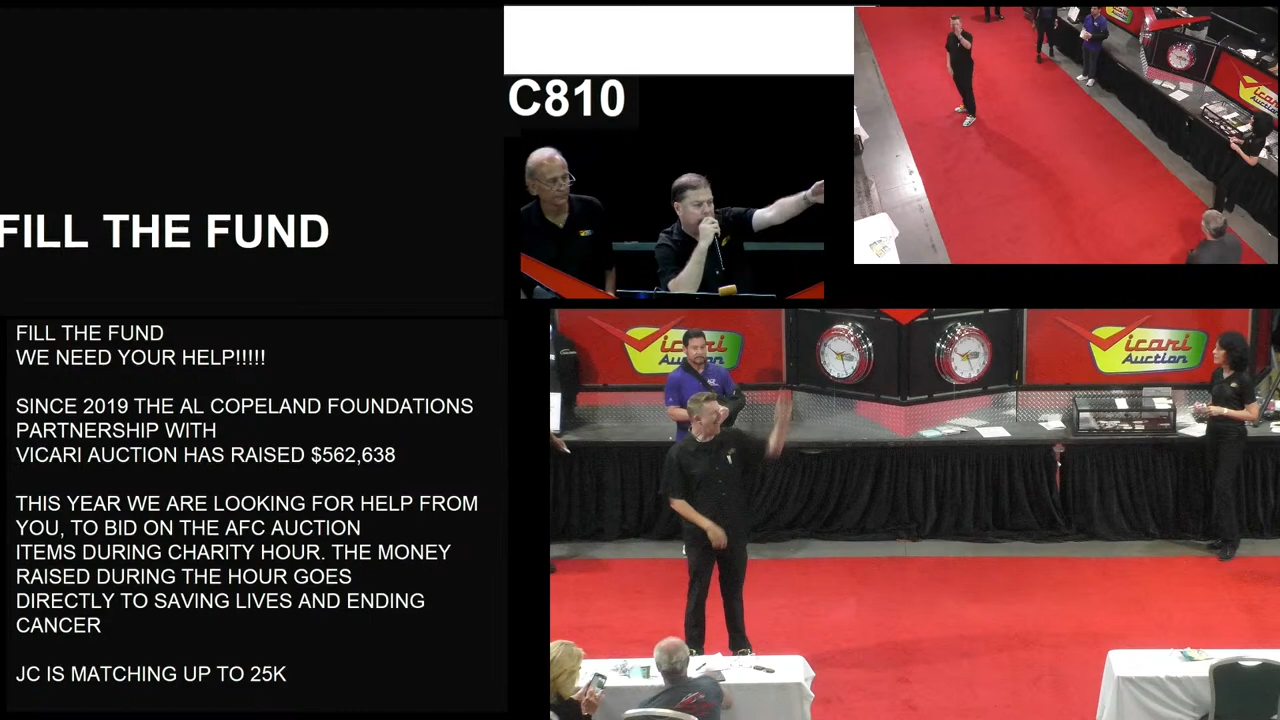 FILL THE FUND
FILL THE FUND
WE NEED YOUR HELP!!!!!
SINCE 2019 THE AL COPELAND FOUNDATIONS
PARTNERSHIP WITH
VICARI AUCTION HAS RAISED $562,638
THIS YEAR WE ARE LOOKING FOR HELP FROM
YOU, TO BID ON THE AFC AUCTION
ITEMS DURING CHARITY HOUR. THE MONEY
RAISED DURING THE HOUR GOES
DIRECTLY TO SAVING LIVES AND ENDING
CANCER
JC IS MATCHING UP TO 25K
C810
Vicari
Auction
Vicari
Auction
Vicari
Auction